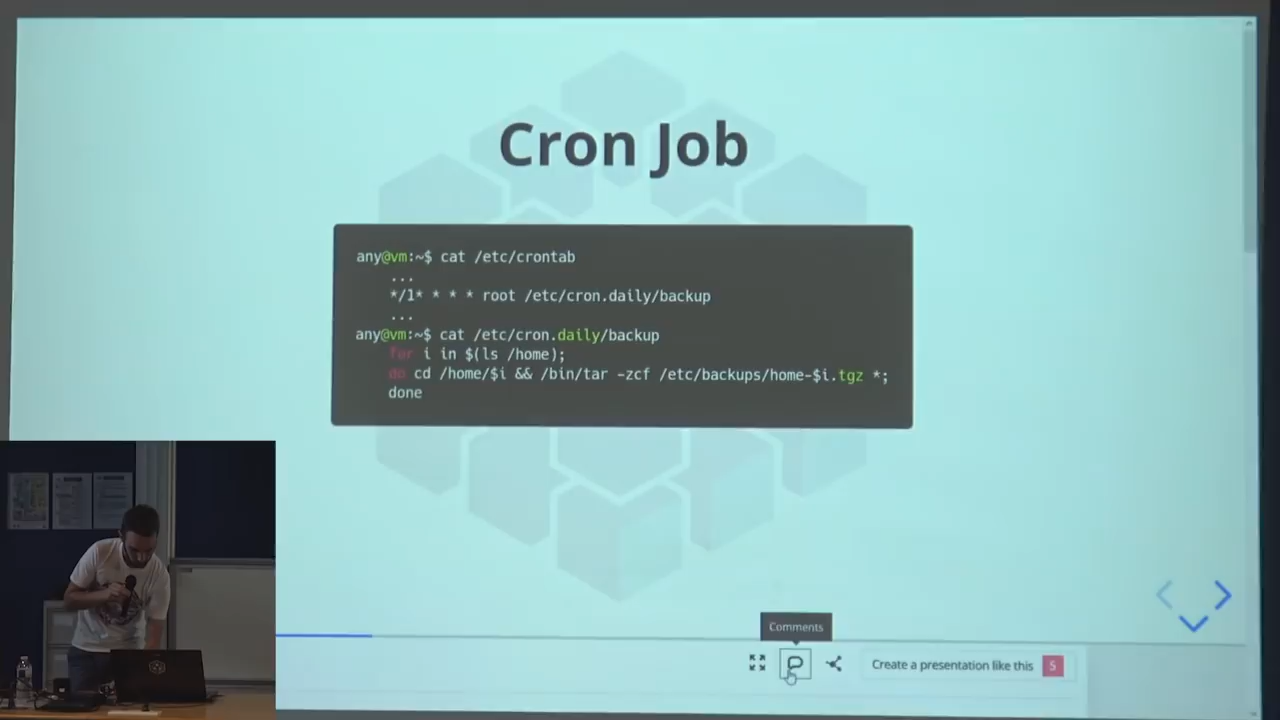 Cron Job
any@vm:~$ cat /etc/crontab
...
*/1* * * * root /etc/cron.daily/backup
...
any@vm:~$ cat /etc/cron.daily/backup
for i in $(ls /home);
do cd /home/$i && /bin/tar -zcf /etc/backups/home-$i.tgz *;
done
Comments
Create a presentation like this
5